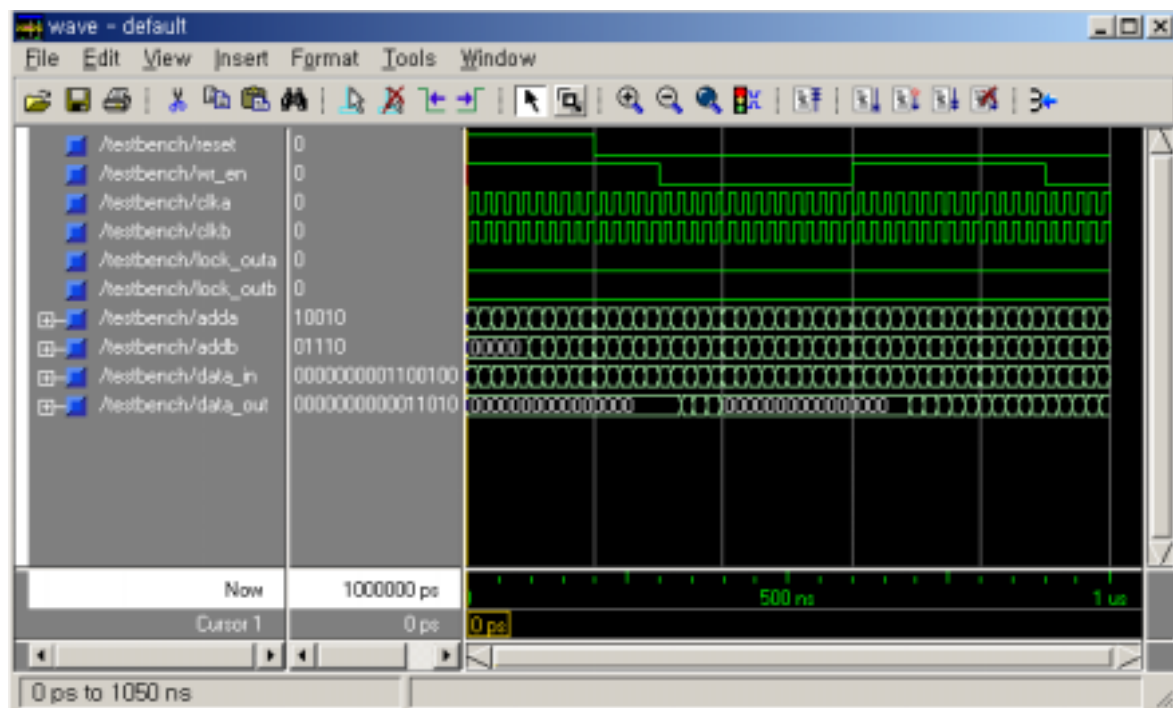 wave - default
File Edit View Insert Format Tools Window
/testbench/reset 0
/testbench/wr_en 0
/testbench/clka 0
/testbench/clkb 0
/testbench/lock_outa 0
/testbench/lock_outb 0
/testbench/adda 10010
/testbench/addb 01110 00000
/testbench/data_in 0000000001100100
/testbench/data_out 0000000000011010 0000000000000000 0000000000000000
Now 1000000 ps 500 ns 1 us
Cursor 1 0 ps 0 ps
0 ps to 1050 ns